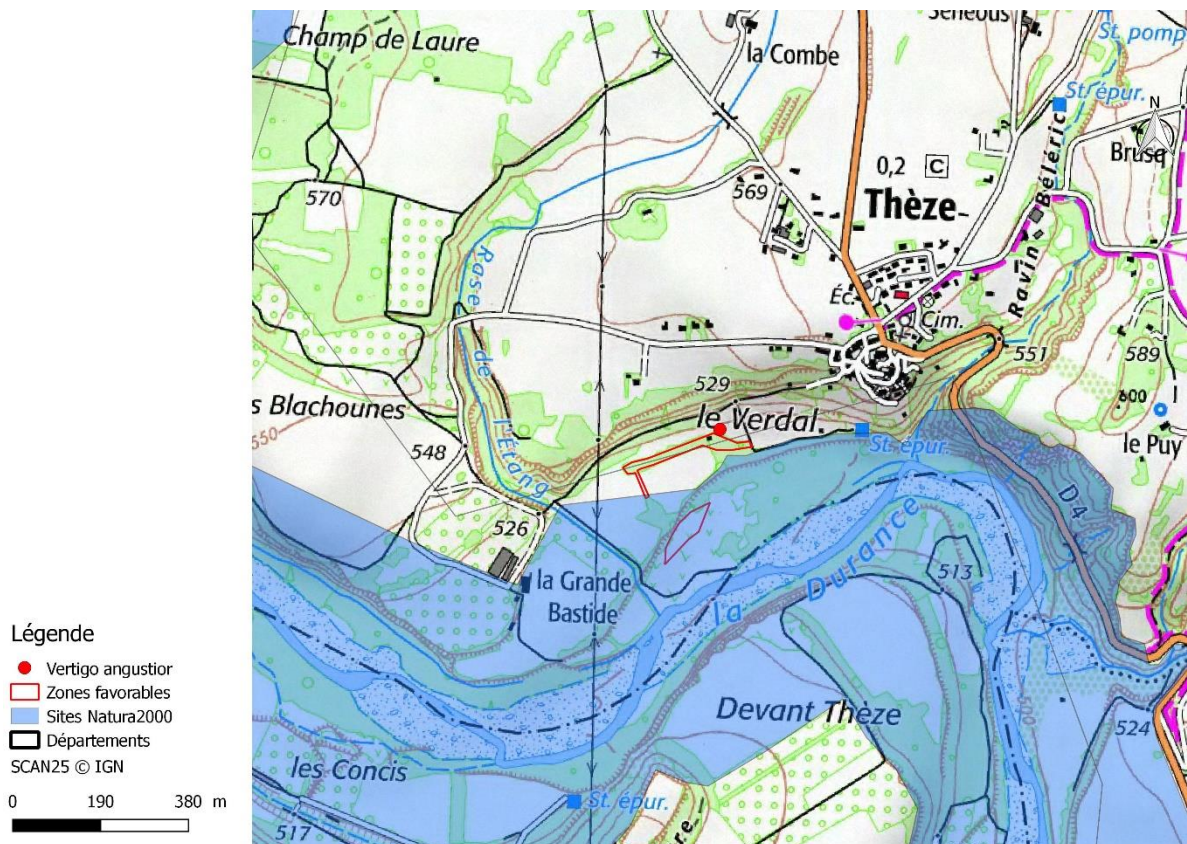 Champ de Laure
la Combe
Seneous
St. pomp
St. épur.
N
Brusq
570
569
0,2 C
Thèze
Ravin Béléric
Rase de l'Étang
Éc.
Cim.
551
589
600
529
s Blachounes
550
548
le Verdal
St. épur.
le Puy
D4
526
la Grande
Bastide
la Durance
513
500
Devant Thèze
524
les Concis
St. épur.
517
Légende
Vertigo angustior
Zones favorables
Sites Natura2000
Départements
SCAN25 © IGN
0 190 380 m